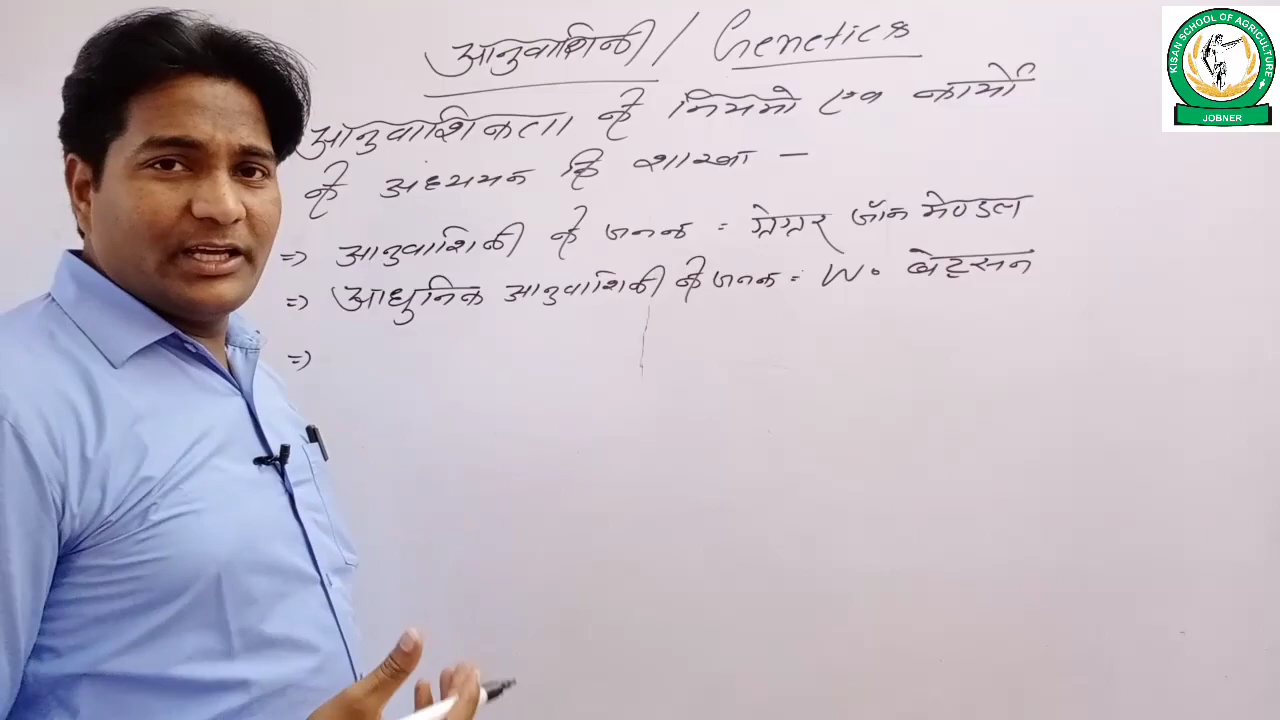 आनुवाशिकी / Genetics
आनुवाशिकता के नियमो एव कार्यो
के अध्ययन कि शाखा –
=> आनुवाशिकी के जनक = ग्रेगर जॉन मेण्डल
=> आधुनिक आनुवाशिकी के जनक = W. बेट्सन
=>
KISAN SCHOOL OF AGRICULTURE
JOBNER